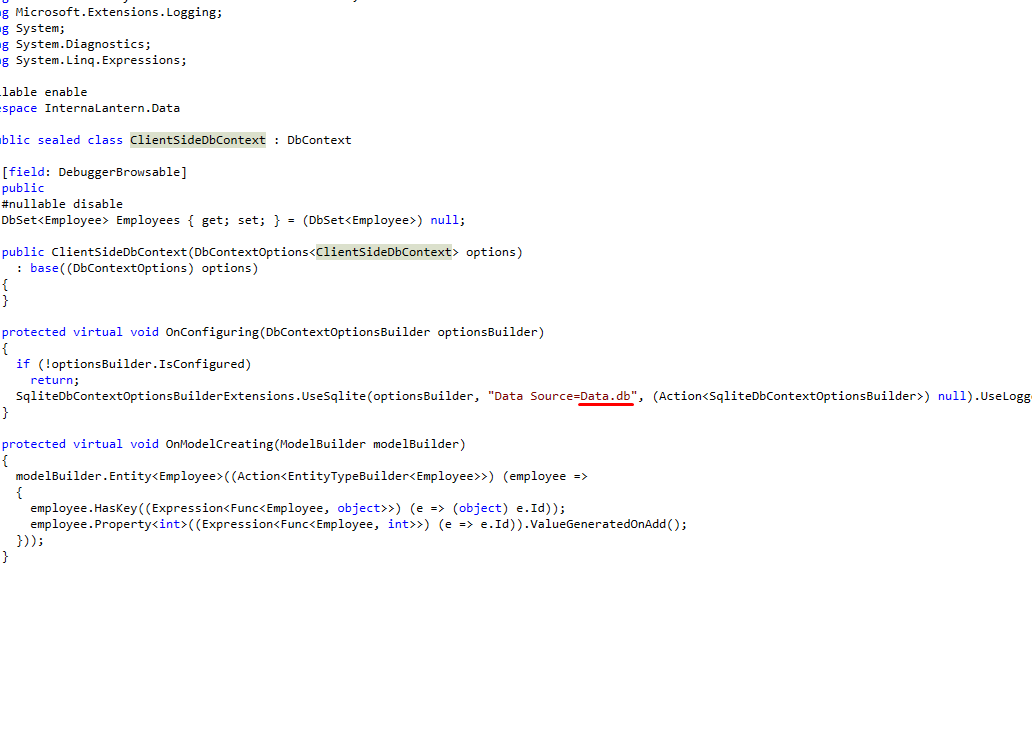 g Microsoft.Extensions.Logging;
g System;
g System.Diagnostics;
g System.Linq.Expressions;
lable enable
espace InternaLantern.Data
blic sealed class ClientSideDbContext : DbContext
[field: DebuggerBrowsable]
public
#nullable disable
DbSet<Employee> Employees { get; set; } = (DbSet<Employee>) null;
public ClientSideDbContext(DbContextOptions<ClientSideDbContext> options)
: base((DbContextOptions) options)
{
}
protected virtual void OnConfiguring(DbContextOptionsBuilder optionsBuilder)
{
if (!optionsBuilder.IsConfigured)
return;
SqliteDbContextOptionsBuilderExtensions.UseSqlite(optionsBuilder, "Data Source=Data.db", (Action<SqliteDbContextOptionsBuilder>) null).UseLogg
}
protected virtual void OnModelCreating(ModelBuilder modelBuilder)
{
modelBuilder.Entity<Employee>((Action<EntityTypeBuilder<Employee>>) (employee =>
{
employee.HasKey((Expression<Func<Employee, object>>) (e => (object) e.Id));
employee.Property<int>((Expression<Func<Employee, int>>) (e => e.Id)).ValueGeneratedOnAdd();
}));
}